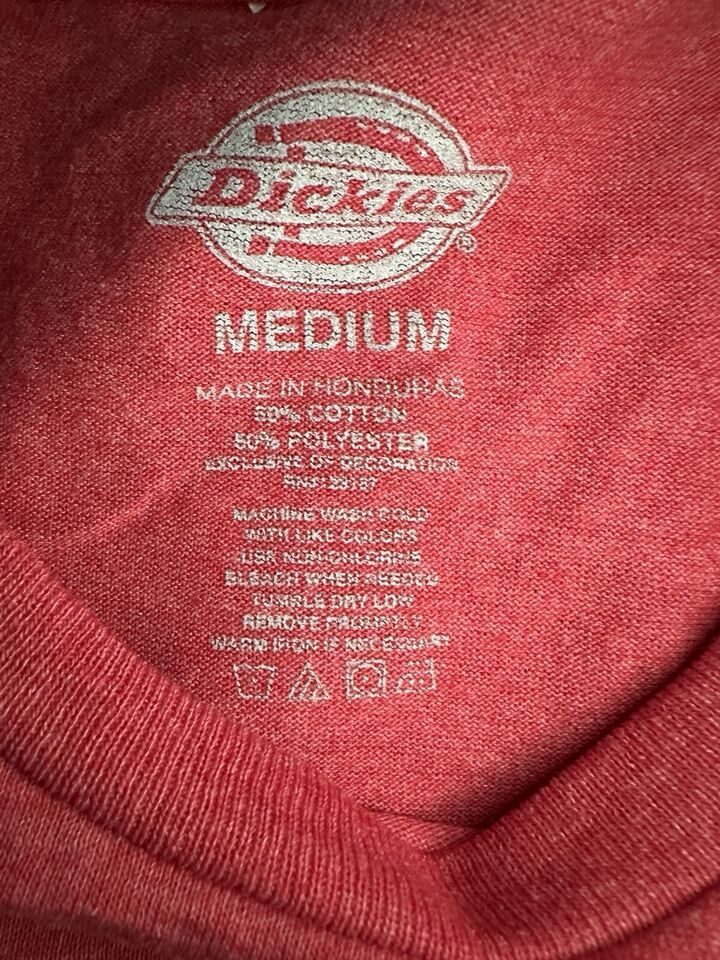 Dickies
®
MEDIUM
MADE IN HONDURAS
50% COTTON
50% POLYESTER
EXCLUSIVE OF DECORATION
MACHINE WASH COLD
WITH LIKE COLORS
USE NON-CHLORINE
BLEACH WHEN NEEDED
TUMBLE DRY LOW
REMOVE PROMPTLY
WARM IRON IF NECESSARY